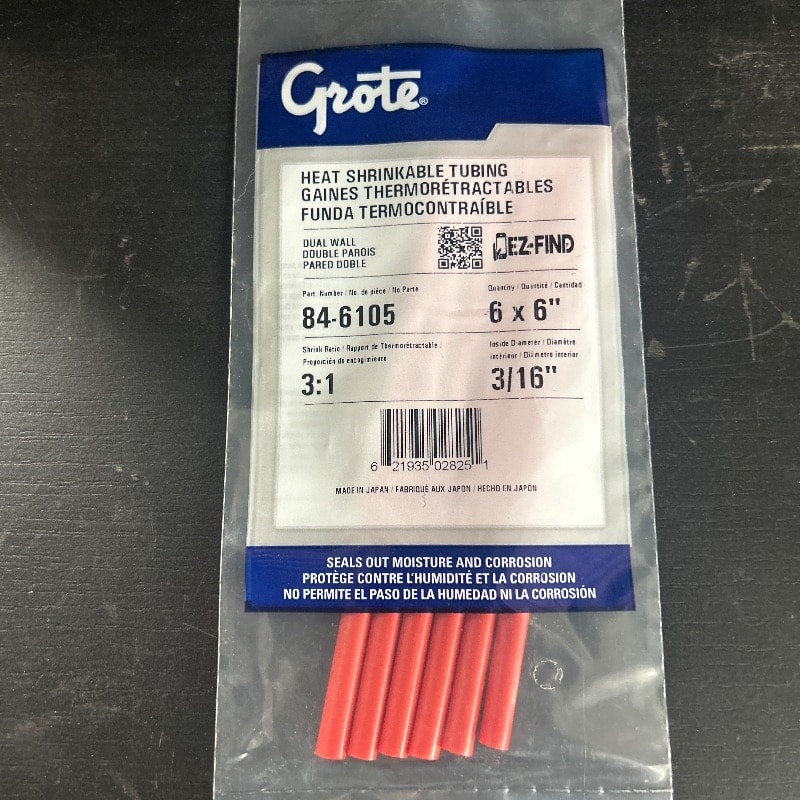 Grote®
HEAT SHRINKABLE TUBING
GAINES THERMORÉTRACTABLES
FUNDA TERMOCONTRAÍBLE
DUAL WALL
DOUBLE PAROIS
PARED DOBLE
EZ-FIND
Part Number / No. de pièce / No Parte
84-6105
Quantity / Quantité / Cantidad
6 x 6"
Shrink Ratio / Rapport de Thermorétractable /
Proporción de encogimiento
3:1
Inside Diameter / Diamètre
intérieur / Diámetro interior
3/16"
6 21935 02825 1
MADE IN JAPAN / FABRIQUÉ AUX JAPON / HECHO EN JAPÓN
SEALS OUT MOISTURE AND CORROSION
PROTÈGE CONTRE L'HUMIDITÉ ET LA CORROSION
NO PERMITE EL PASO DE LA HUMEDAD NI LA CORROSIÓN